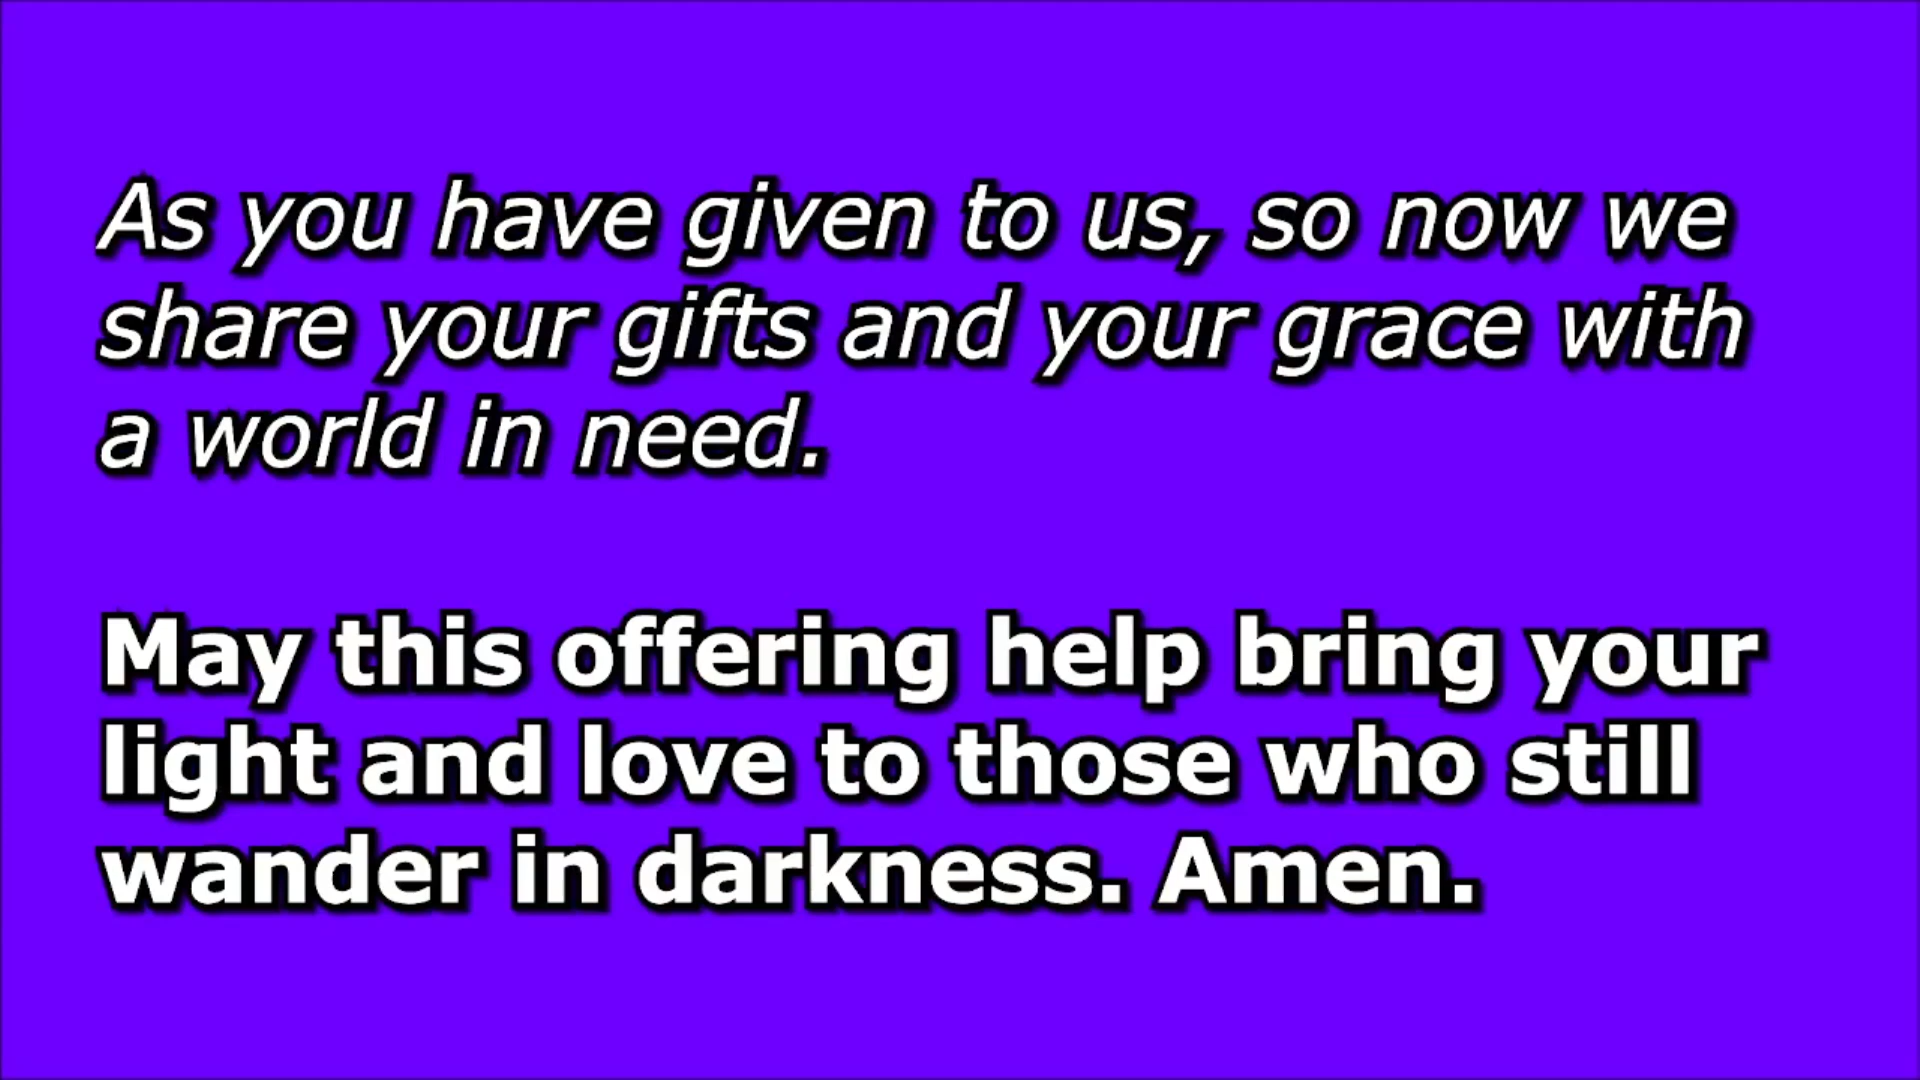 As you have given to us, so now we
share your gifts and your grace with
a world in need.
May this offering help bring your
light and love to those who still
wander in darkness. Amen.